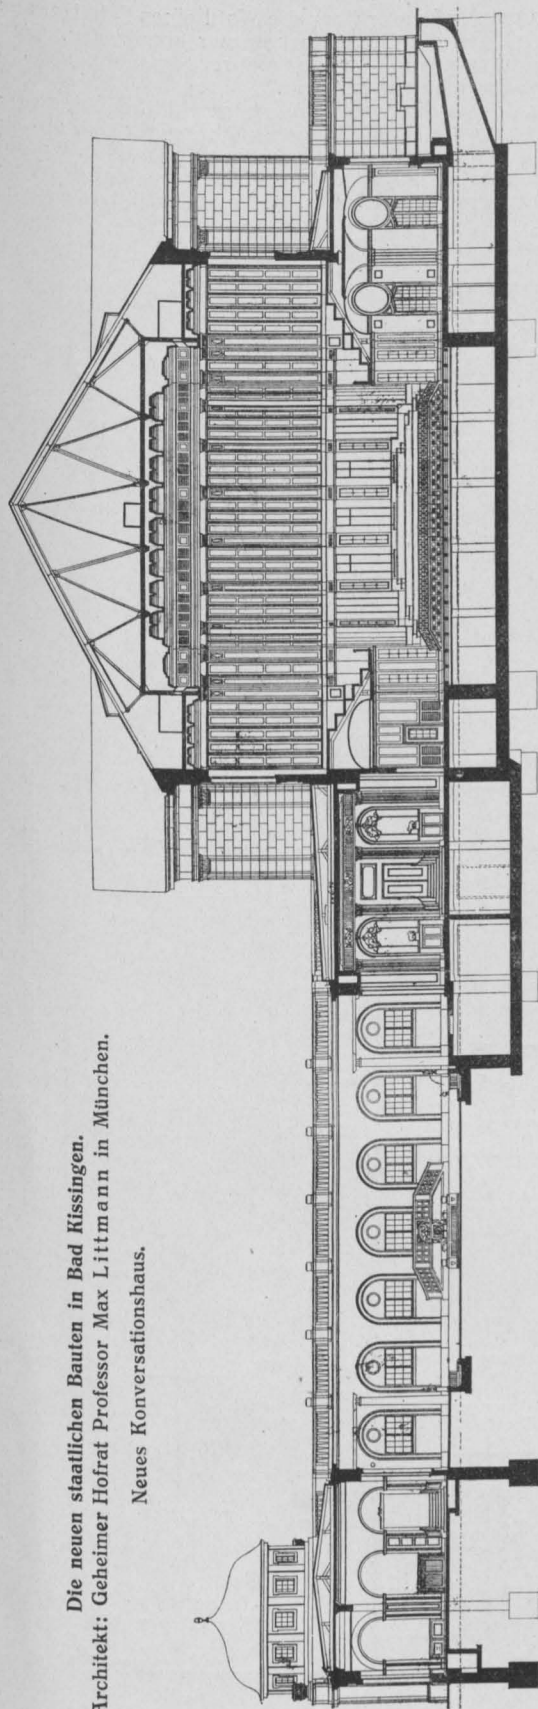 Die neuen staatlichen Bauten in Bad Kissingen.
Architekt: Geheimer Hofrat Professor Max Littmann in München.
Neues Konversationshaus.